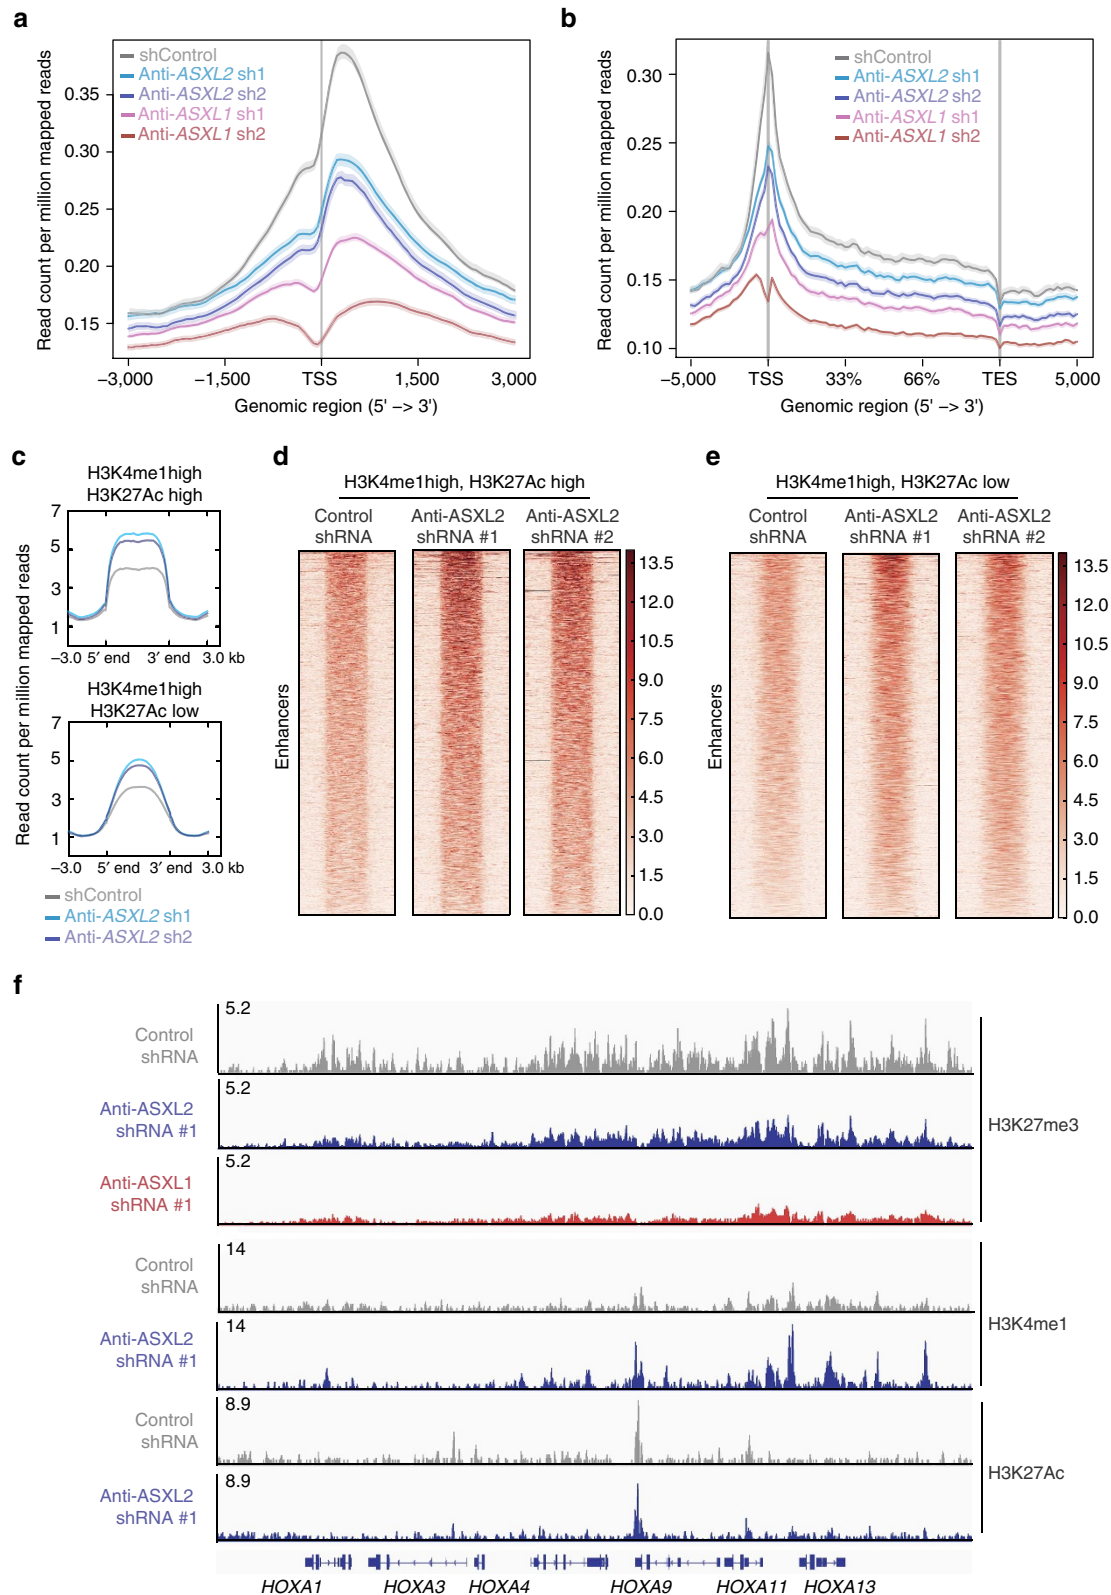 a
Read count per million mapped reads
shControl
Anti-ASXL2 sh1
Anti-ASXL2 sh2
Anti-ASXL1 sh1
Anti-ASXL1 sh2
0.35
0.30
0.25
0.20
0.15
−3,000 −1,500 TSS 1,500 3,000
Genomic region (5' –> 3')
b
Read count per million mapped reads
shControl
Anti-ASXL2 sh1
Anti-ASXL2 sh2
Anti-ASXL1 sh1
Anti-ASXL1 sh2
0.30
0.25
0.20
0.15
0.10
−5,000 TSS 33% 66% TES 5,000
Genomic region (5' –> 3')
c
Read count per million mapped reads
H3K4me1high
H3K27Ac high
7
5
3
1
−3.0 5′ end 3′ end 3.0 kb
H3K4me1high
H3K27Ac low
7
5
3
1
−3.0 5′ end 3′ end 3.0 kb
shControl
Anti-ASXL2 sh1
Anti-ASXL2 sh2
d
H3K4me1high, H3K27Ac high
Control shRNA
Anti-ASXL2 shRNA #1
Anti-ASXL2 shRNA #2
Enhancers
13.5
12.0
10.5
9.0
7.5
6.0
4.5
3.0
1.5
0.0
e
H3K4me1high, H3K27Ac low
Control shRNA
Anti-ASXL2 shRNA #1
Anti-ASXL2 shRNA #2
Enhancers
13.5
12.0
10.5
9.0
7.5
6.0
4.5
3.0
1.5
0.0
f
Control shRNA
5.2
Anti-ASXL2 shRNA #1
5.2
Anti-ASXL1 shRNA #1
5.2
H3K27me3
Control shRNA
14
Anti-ASXL2 shRNA #1
14
H3K4me1
Control shRNA
8.9
Anti-ASXL2 shRNA #1
8.9
H3K27Ac
HOXA1 HOXA3 HOXA4 HOXA9 HOXA11 HOXA13